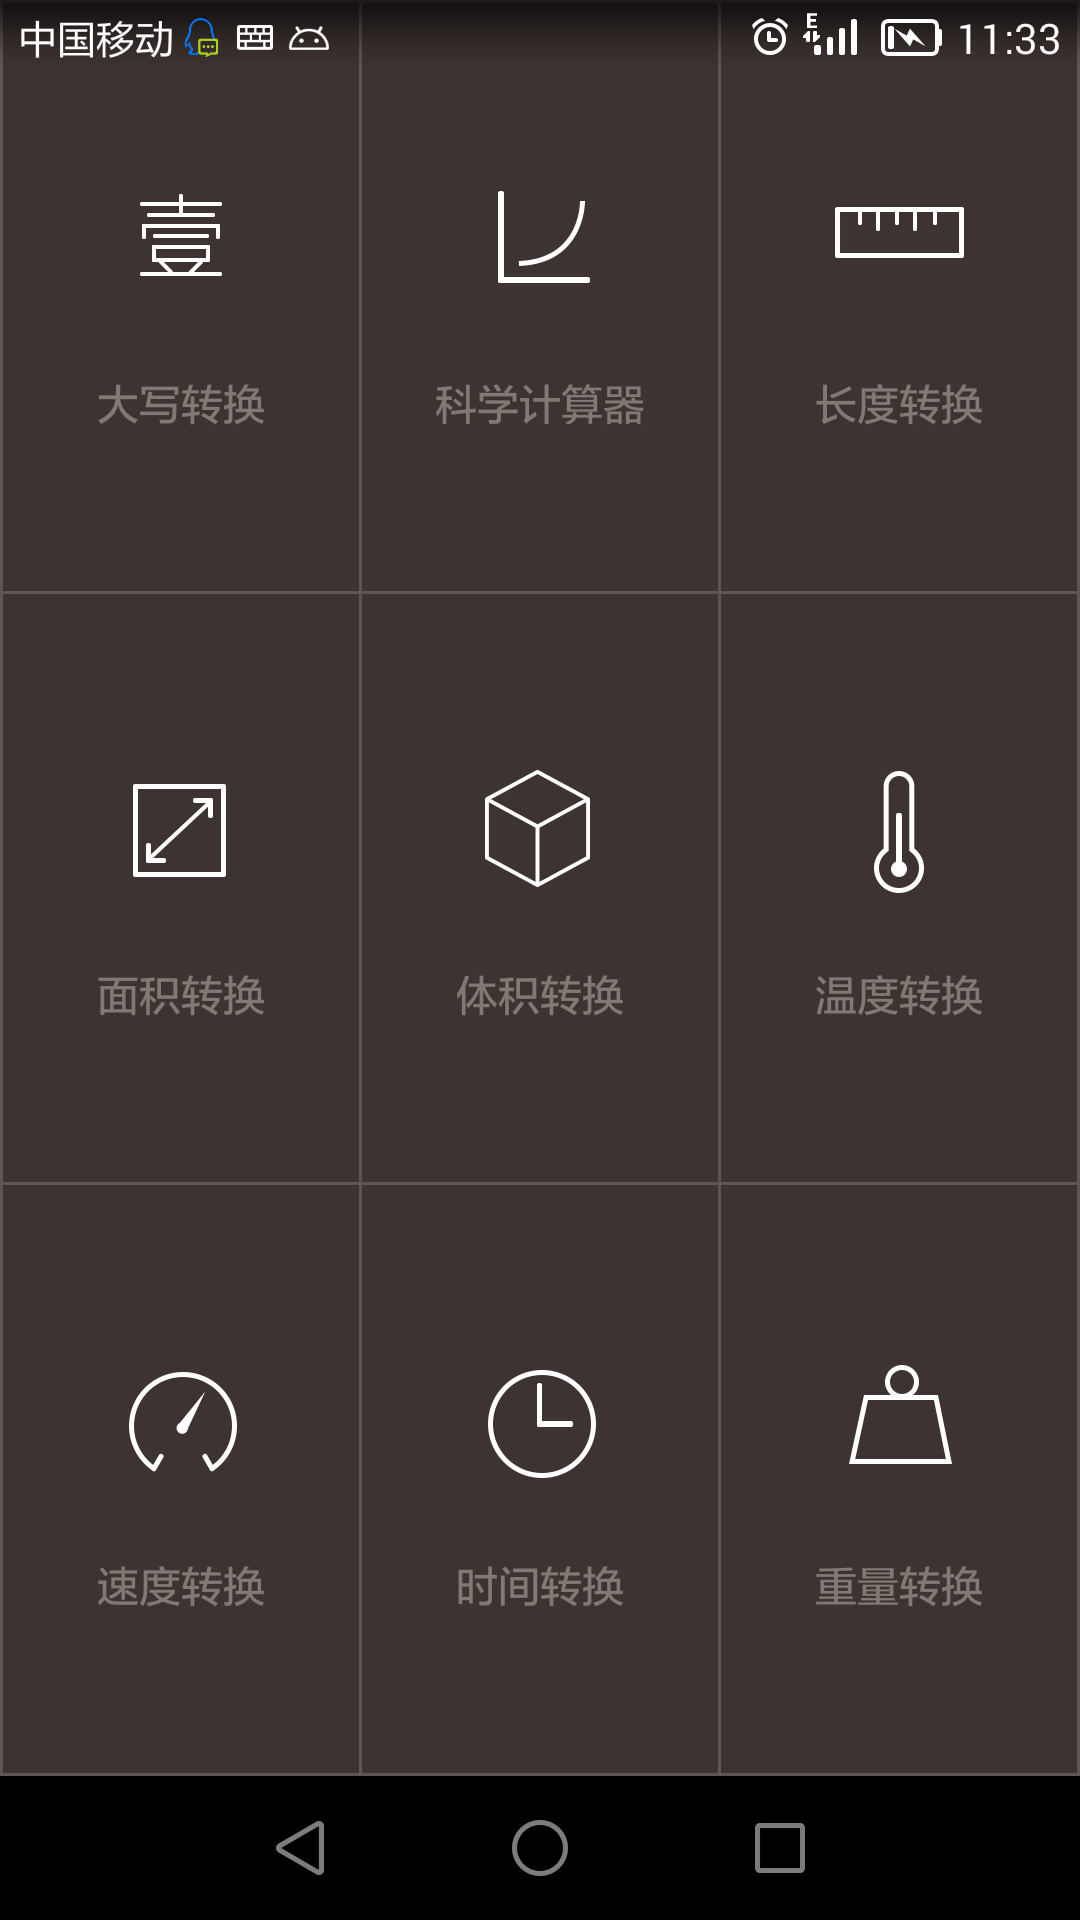 中国移动 E 11:33
壹
大写转换 科学计算器 长度转换
面积转换 体积转换 温度转换
速度转换 时间转换 重量转换